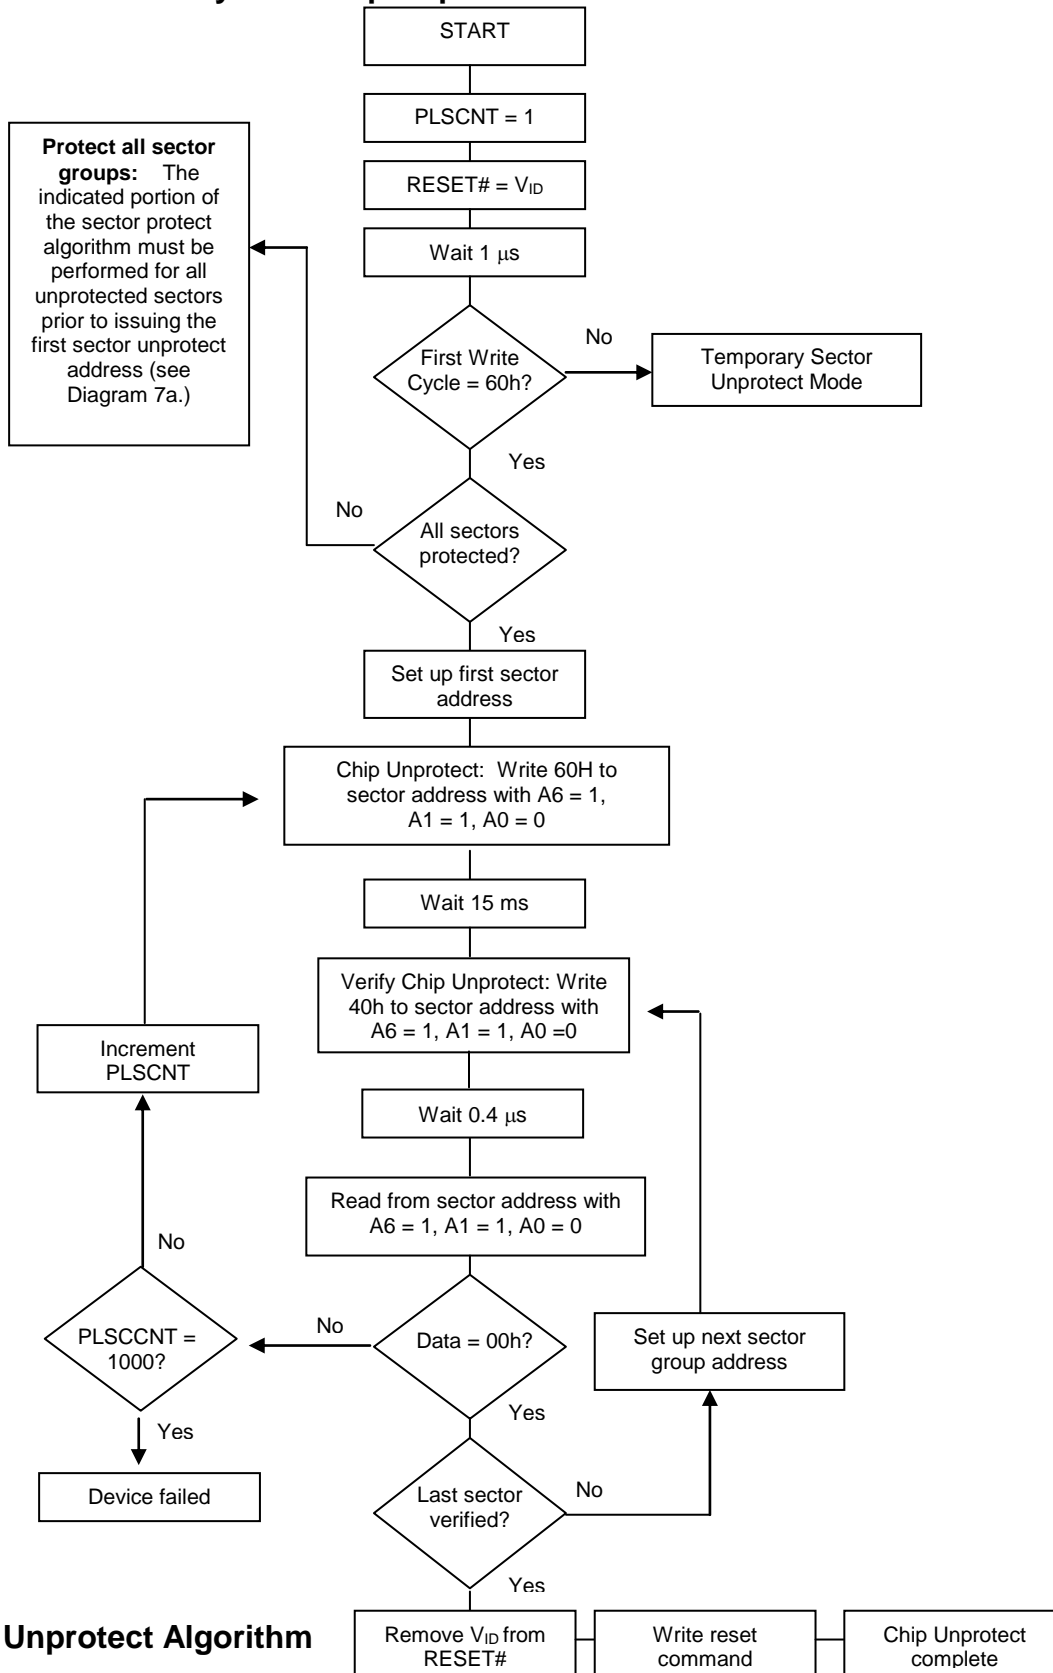 START
PLSCNT = 1
RESET# = VID
Wait 1 μs
Protect all sector
groups: The
indicated portion of
the sector protect
algorithm must be
performed for all
unprotected sectors
prior to issuing the
first sector unprotect
address (see
Diagram 7a.)
First Write
Cycle = 60h?
No
Temporary Sector
Unprotect Mode
Yes
No
All sectors
protected?
Yes
Set up first sector
address
Chip Unprotect: Write 60H to
sector address with A6 = 1,
A1 = 1, A0 = 0
Wait 15 ms
Verify Chip Unprotect: Write
40h to sector address with
A6 = 1, A1 = 1, A0 =0
Increment
PLSCNT
Wait 0.4 μs
Read from sector address with
A6 = 1, A1 = 1, A0 = 0
No
PLSCCNT =
1000?
No
Data = 00h?
Set up next sector
group address
Yes
Yes
Device failed
Last sector
verified?
No
Yes
Unprotect Algorithm
Remove VID from
RESET#
Write reset
command
Chip Unprotect
complete